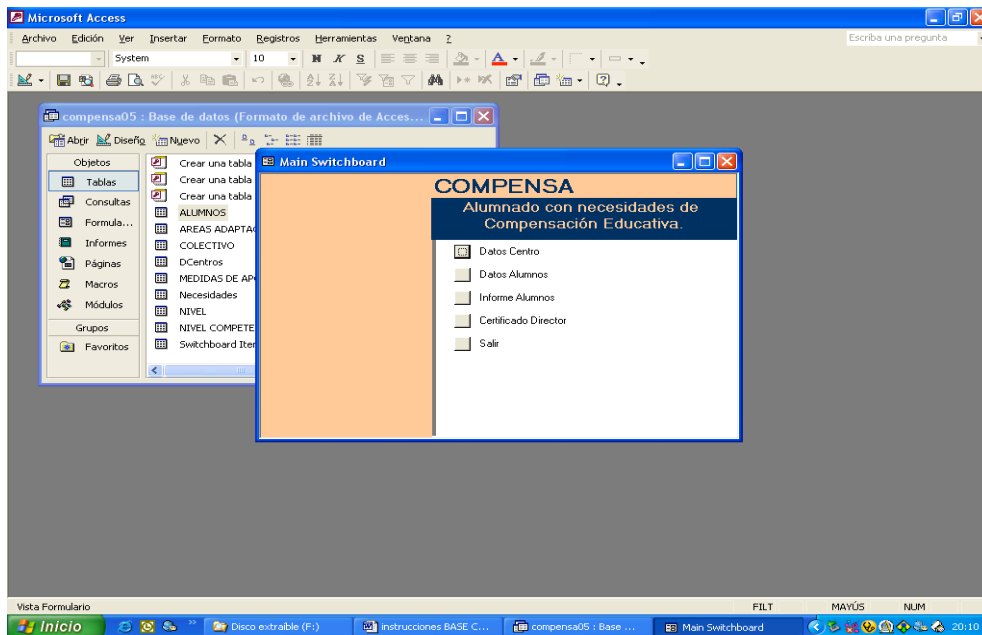 Microsoft Access
Archivo Edición Ver Insertar Formato Registros Herramientas Ventana ?
Escriba una pregunta
System 10 N K S
compensa05 : Base de datos (Formato de archivo de Acces...
Abrir Diseño Nuevo
Objetos
Tablas
Consultas
Formula...
Informes
Páginas
Macros
Módulos
Grupos
Favoritos
Crear una tabla
Crear una tabla
Crear una tabla
ALUMNOS
AREAS ADAPTA
COLECTIVO
DCentros
MEDIDAS DE AP
Necesidades
NIVEL
NIVEL COMPETE
Switchboard Iter
Main Switchboard
COMPENSA
Alumnado con necesidades de
Compensación Educativa.
Datos Centro
Datos Alumnos
Informe Alumnos
Certificado Director
Salir
Vista Formulario FILT MAYÚS NUM
Inicio Disco extraíble (F:) instrucciones BASE C... compensa05 : Base ... Main Switchboard 20:10